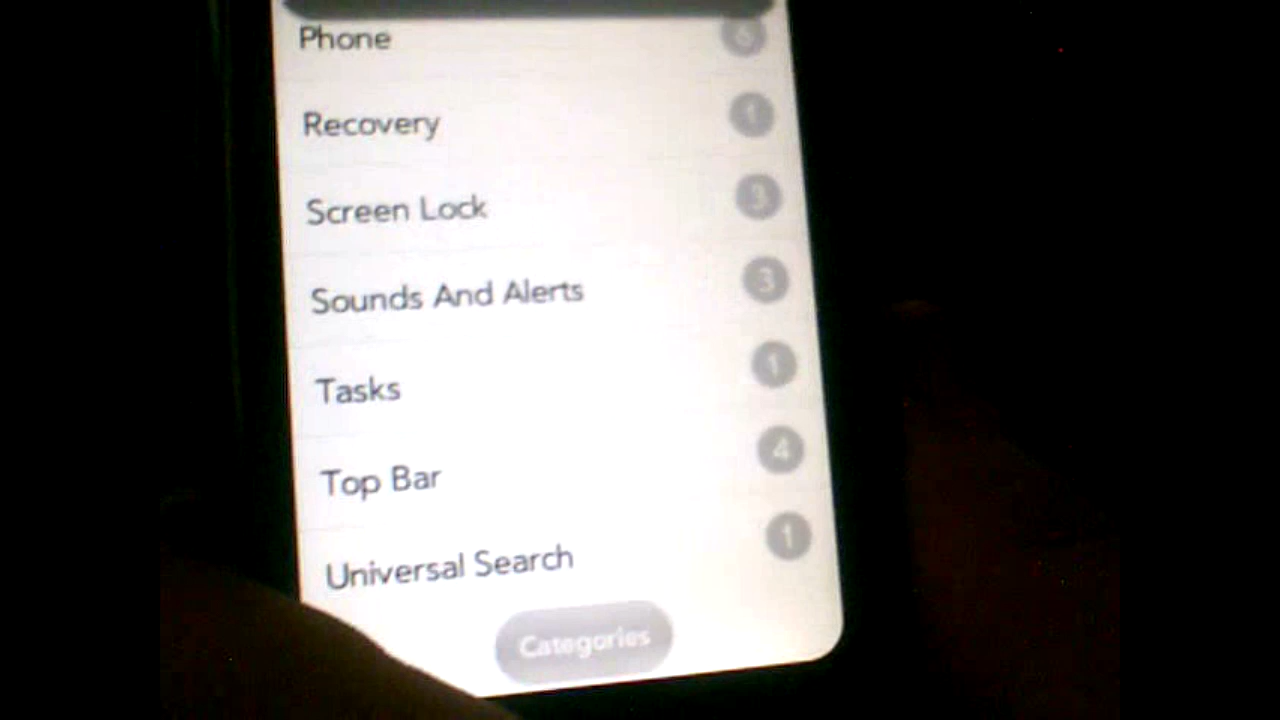 Phone 6
Recovery 1
Screen Lock 3
Sounds And Alerts 3
Tasks 1
Top Bar 4
Universal Search 1
Categories